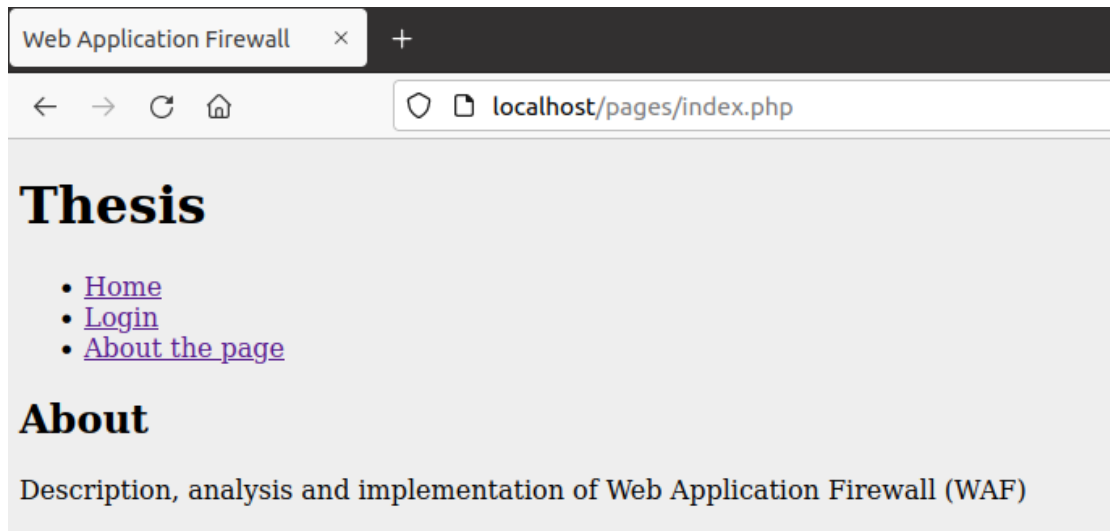 Web Application Firewall
localhost/pages/index.php
Thesis
Home
Login
About the page
About
Description, analysis and implementation of Web Application Firewall (WAF)